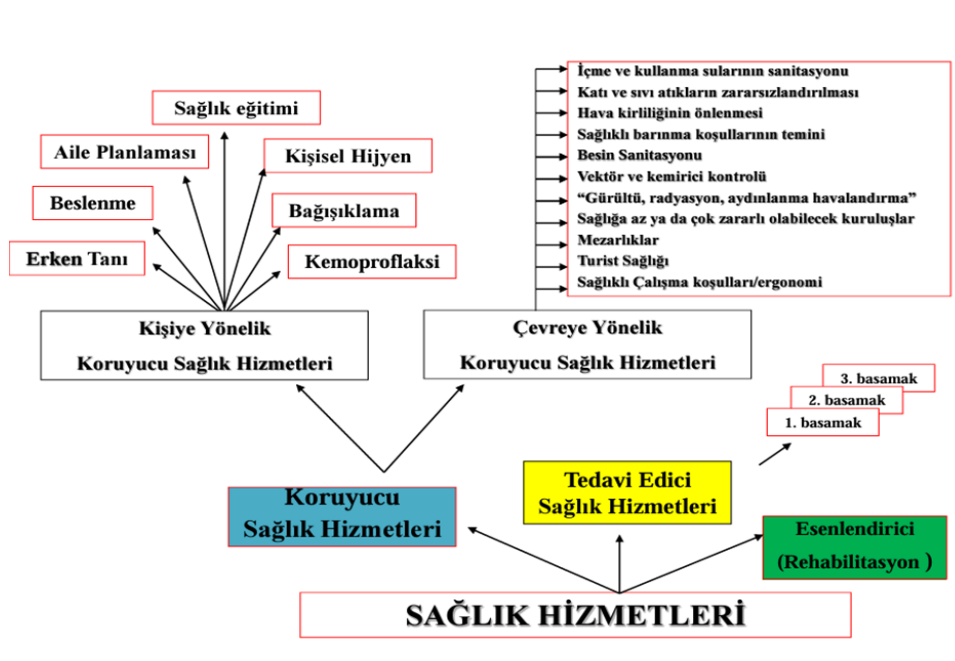 Sağlık eğitimi
Aile Planlaması
Kişisel Hijyen
Beslenme
Bağışıklama
Erken Tanı
Kemoproflaksi
Kişiye Yönelik
Koruyucu Sağlık Hizmetleri
İçme ve kullanma sularının sanitasyonu
Katı ve sıvı atıkların zararsızlandırılması
Hava kirliliğinin önlenmesi
Sağlıklı barınma koşullarının temini
Besin Sanitasyonu
Vektör ve kemirici kontrolü
“Gürültü, radyasyon, aydınlanma havalandırma”
Sağlığa az ya da çok zararlı olabilecek kuruluşlar
Mezarlıklar
Turist Sağlığı
Sağlıklı Çalışma koşulları/ergonomi
Çevreye Yönelik
Koruyucu Sağlık Hizmetleri
3. basamak
2. basamak
1. basamak
Koruyucu
Sağlık Hizmetleri
Tedavi Edici
Sağlık Hizmetleri
Esenlendirici
(Rehabilitasyon )
SAĞLIK HİZMETLERİ